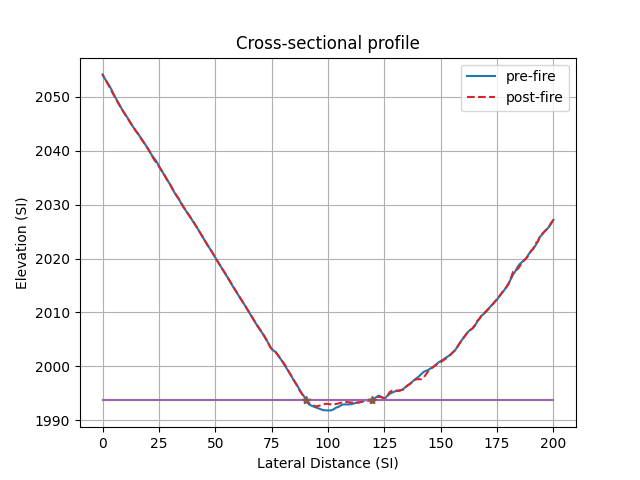 Cross-sectional profile
pre-fire
post-fire
Elevation (SI)
2050
2040
2030
2020
2010
2000
1990
0 25 50 75 100 125 150 175 200
Lateral Distance (SI)